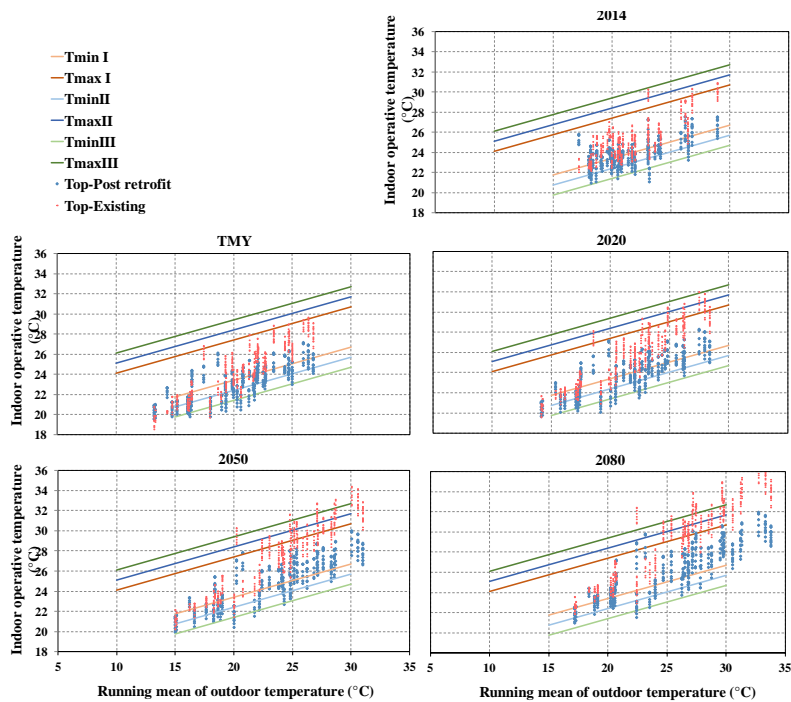 2014
Tmin I
Tmax I
TminII
TmaxII
TminIII
TmaxIII
Top-Post retrofit
Top-Existing
Indoor operative temperature
(°C)
36
34
32
30
28
26
24
22
20
18
TMY
2020
Indoor operative temperature
(°C)
36
34
32
30
28
26
24
22
20
18
2050
2080
Indoor operative temperature
(°C)
36
34
32
30
28
26
24
22
20
18
5 10 15 20 25 30 35
5 10 15 20 25 30 35
Running mean of outdoor temperature (°C)
Running mean of outdoor temperature (°C)